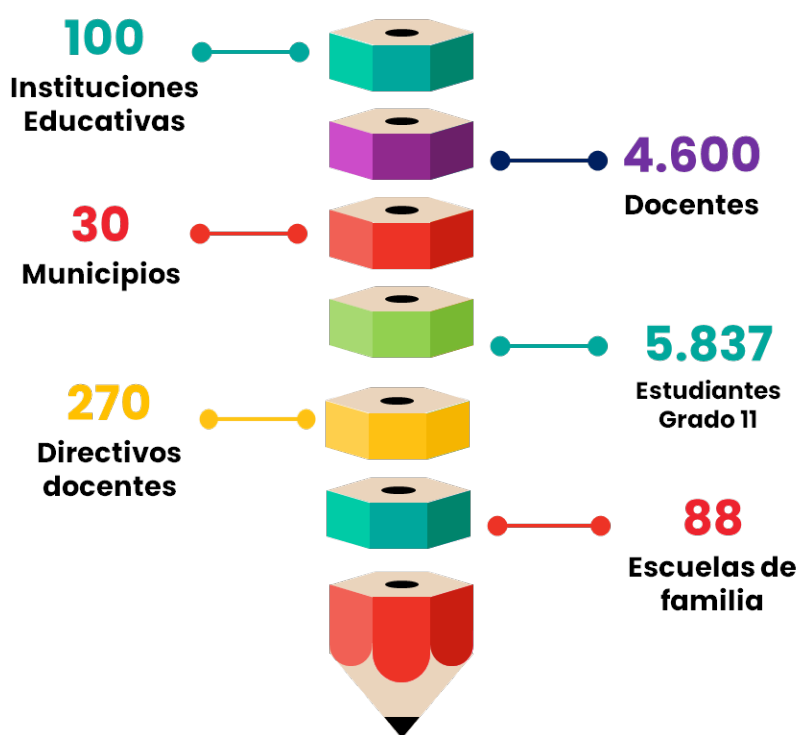 100
Instituciones
Educativas
4.600
Docentes
30
Municipios
5.837
Estudiantes
Grado 11
270
Directivos
docentes
88
Escuelas de
familia